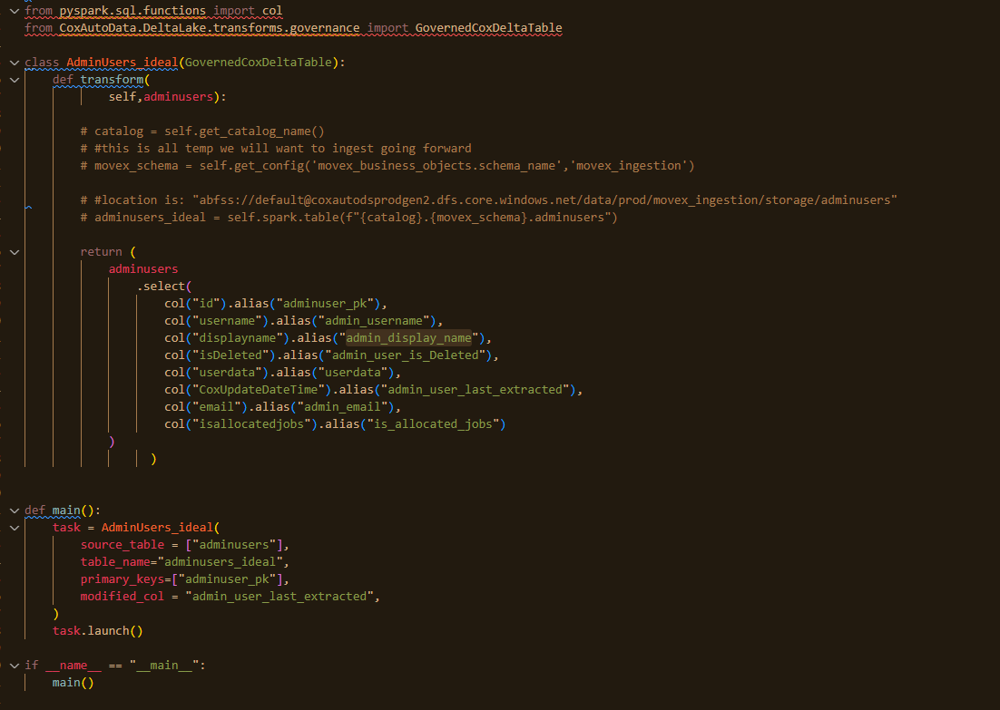 from pyspark.sql.functions import col
from CoxAutoData.DeltaLake.transforms.governance import GovernedCoxDeltaTable
class AdminUsers_ideal(GovernedCoxDeltaTable):
def transform(
self,adminusers):
# catalog = self.get_catalog_name()
# #this is all temp we will want to ingest going forward
# movex_schema = self.get_config('movex_business_objects.schema_name','movex_ingestion')
# #location is: "abfss://default@coxautodsprodgen2.dfs.core.windows.net/data/prod/movex_ingestion/storage/adminusers"
# adminusers_ideal = self.spark.table(f"{catalog}.{movex_schema}.adminusers")
return (
adminusers
.select(
col("id").alias("adminuser_pk"),
col("username").alias("admin_username"),
col("displayname").alias("admin_display_name"),
col("isDeleted").alias("admin_user_is_Deleted"),
col("userdata").alias("userdata"),
col("CoxUpdateDateTime").alias("admin_user_last_extracted"),
col("email").alias("admin_email"),
col("isallocatedjobs").alias("is_allocated_jobs")
)
)
def main():
task = AdminUsers_ideal(
source_table = ["adminusers"],
table_name="adminusers_ideal",
primary_keys=["adminuser_pk"],
modified_col = "admin_user_last_extracted",
)
task.launch()
if __name__ == "__main__":
main()